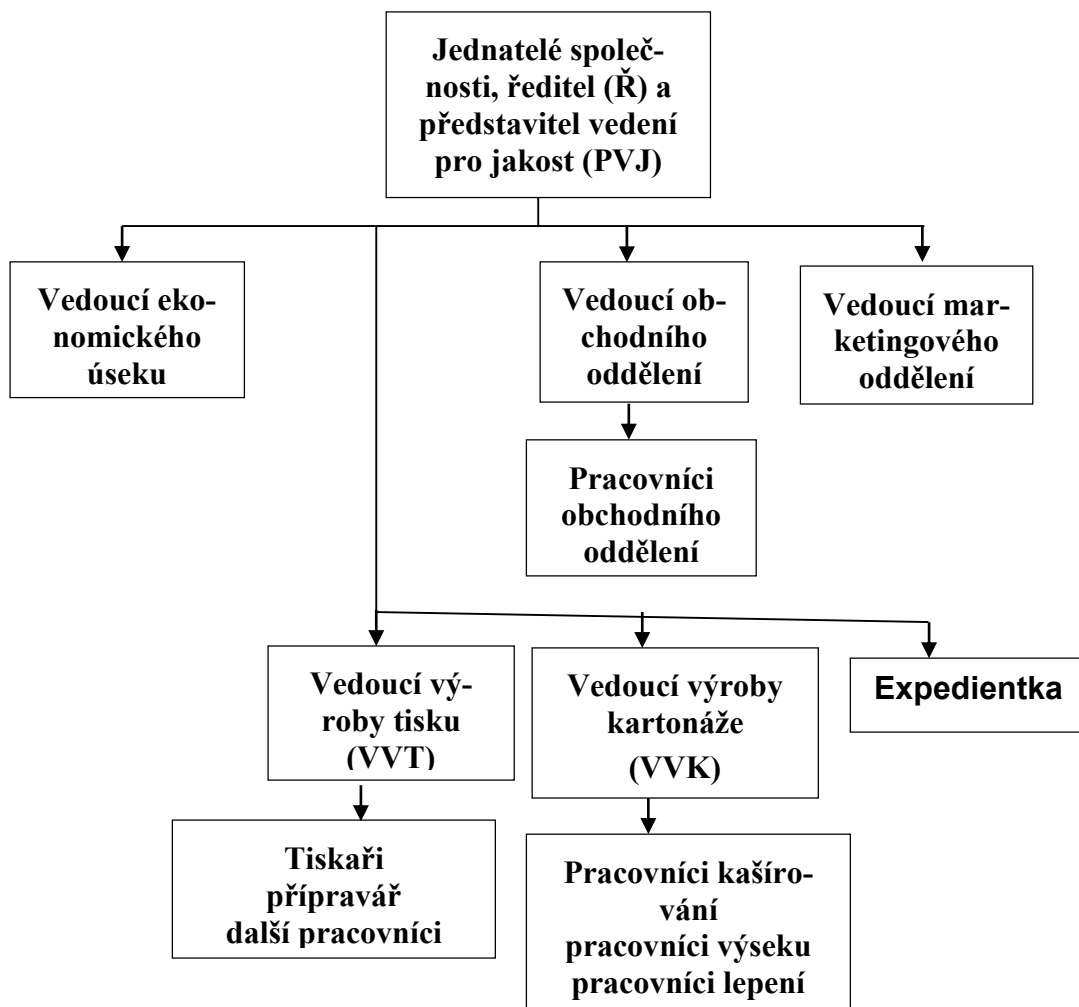 Jednatelé společ-
nosti, ředitel (Ř) a
představitel vedení
pro jakost (PVJ)
Vedoucí eko-
nomického
úseku
Vedoucí ob-
chodního
oddělení
Vedoucí mar-
ketingového
oddělení
Pracovníci
obchodního
oddělení
Vedoucí vý-
roby tisku
(VVT)
Vedoucí výroby
kartonáže
(VVK)
Expedientka
Tiskaři
přípravář
další pracovníci
Pracovníci kašíro-
vání
pracovníci výseku
pracovníci lepení